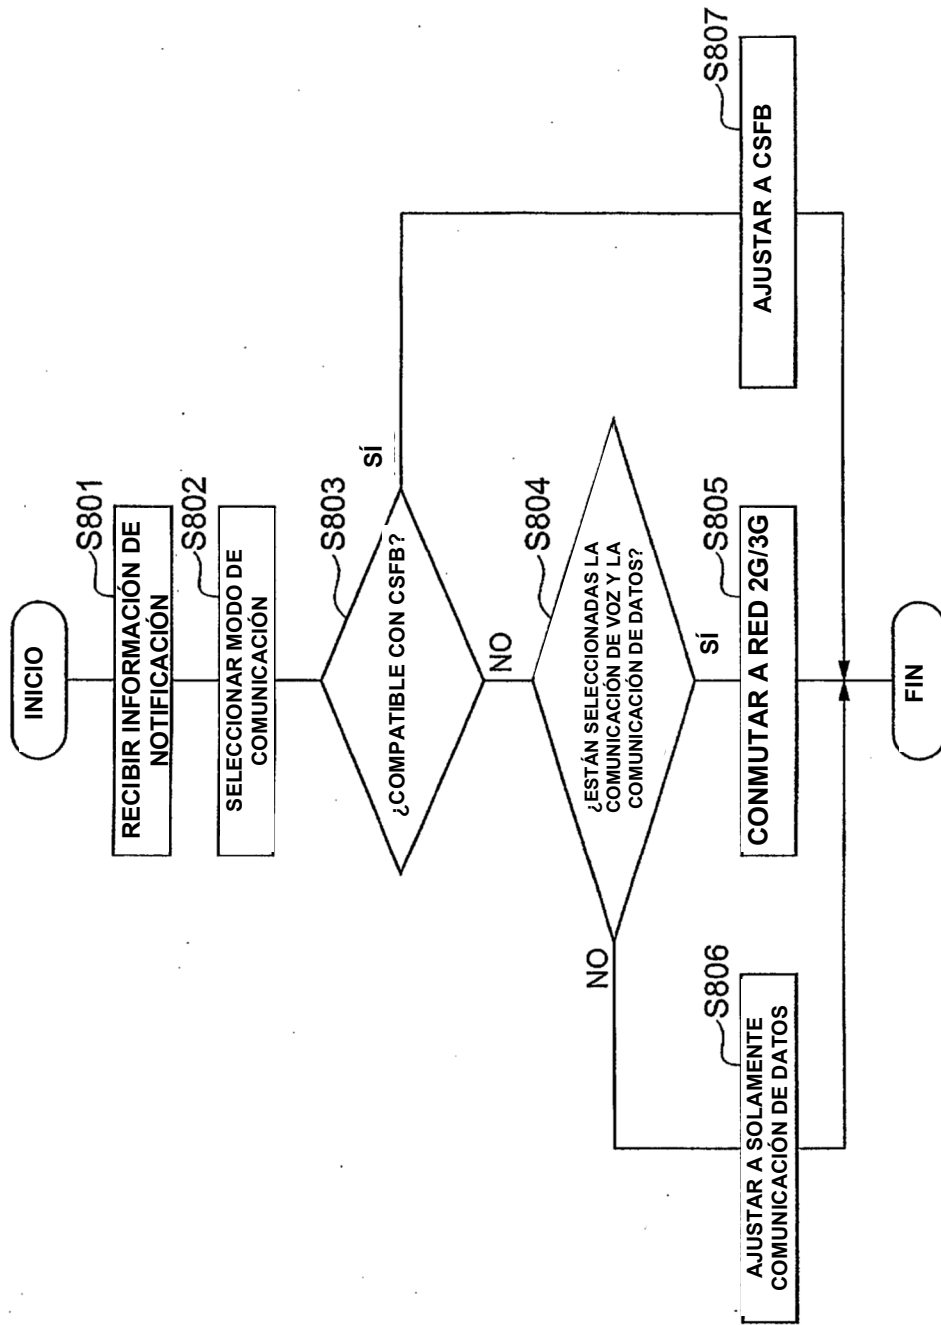 INICIO
S801
RECIBIR INFORMACIÓN DE
NOTIFICACIÓN
S802
SELECCIONAR MODO DE
COMUNICACIÓN
S803
¿COMPATIBLE CON CSFB?
SÍ
NO
S804
¿ESTÁN SELECCIONADAS LA
COMUNICACIÓN DE VOZ Y LA
COMUNICACIÓN DE DATOS?
NO
SÍ
S806
AJUSTAR A SOLAMENTE
COMUNICACIÓN DE DATOS
S805
CONMUTAR A RED 2G/3G
S807
AJUSTAR A CSFB
FIN